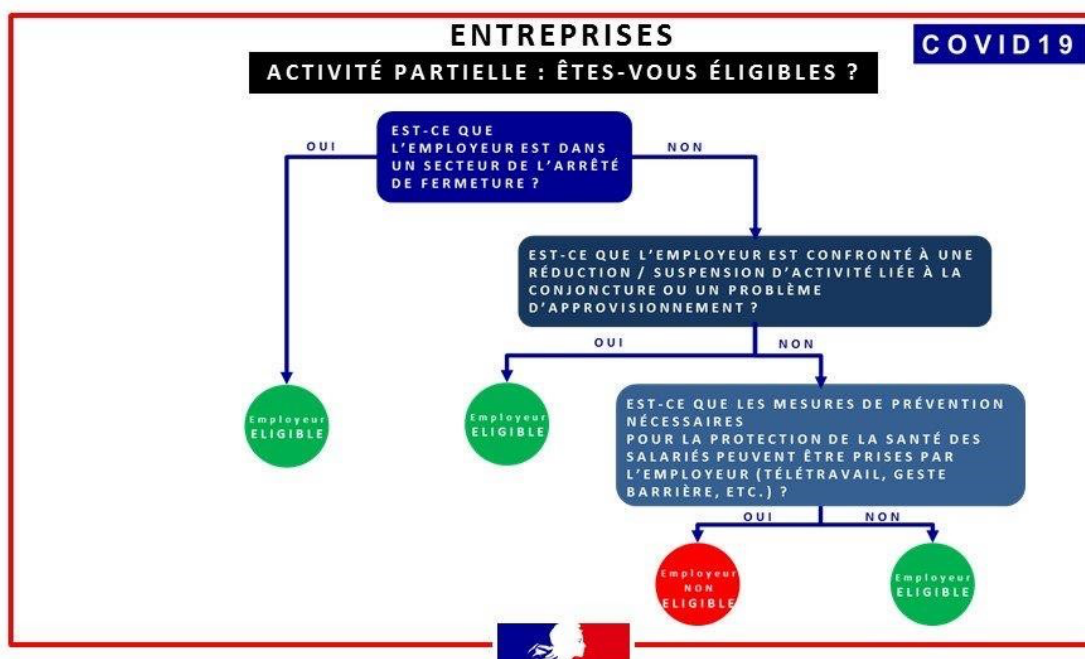 ENTREPRISES
COVID19
ACTIVITÉ PARTIELLE : ÊTES-VOUS ÉLIGIBLES ?
EST-CE QUE
L'EMPLOYEUR EST DANS
UN SECTEUR DE L'ARRÊTÉ
DE FERMETURE ?
OUI
NON
EST-CE QUE L'EMPLOYEUR EST CONFRONTÉ À UNE
RÉDUCTION / SUSPENSION D'ACTIVITÉ LIÉE À LA
CONJONCTURE OU UN PROBLÈME
D'APPROVISIONNEMENT ?
OUI
NON
Employeur
ELIGIBLE
Employeur
ELIGIBLE
EST-CE QUE LES MESURES DE PRÉVENTION
NÉCESSAIRES
POUR LA PROTECTION DE LA SANTÉ DES
SALARIÉS PEUVENT ÊTRE PRISES PAR
L'EMPLOYEUR (TÉLÉTRAVAIL, GESTE
BARRIÈRE, ETC.) ?
OUI
NON
Employeur
NON
ELIGIBLE
Employeur
ELIGIBLE